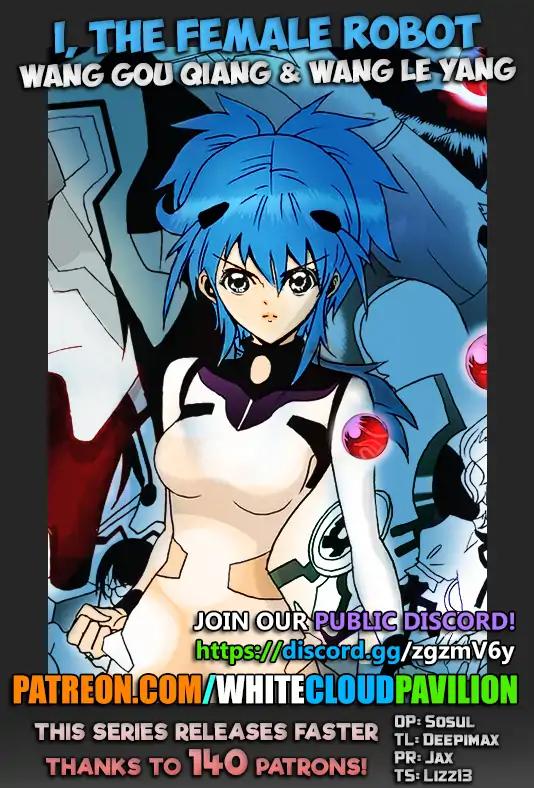 I, THE FEMALE ROBOT
WANG GOU QIANG & WANG LE YANG
JOIN OUR PUBLIC DISCORD!
https://discord.gg/zgzmV6y
PATREON.COM/WHITECLOUDPAVILION
THIS SERIES RELEASES FASTER
THANKS TO 140 PATRONS!
OP: SOSUL
TL: DEEPIMAX
PR: JAX
TS: LIZZ13